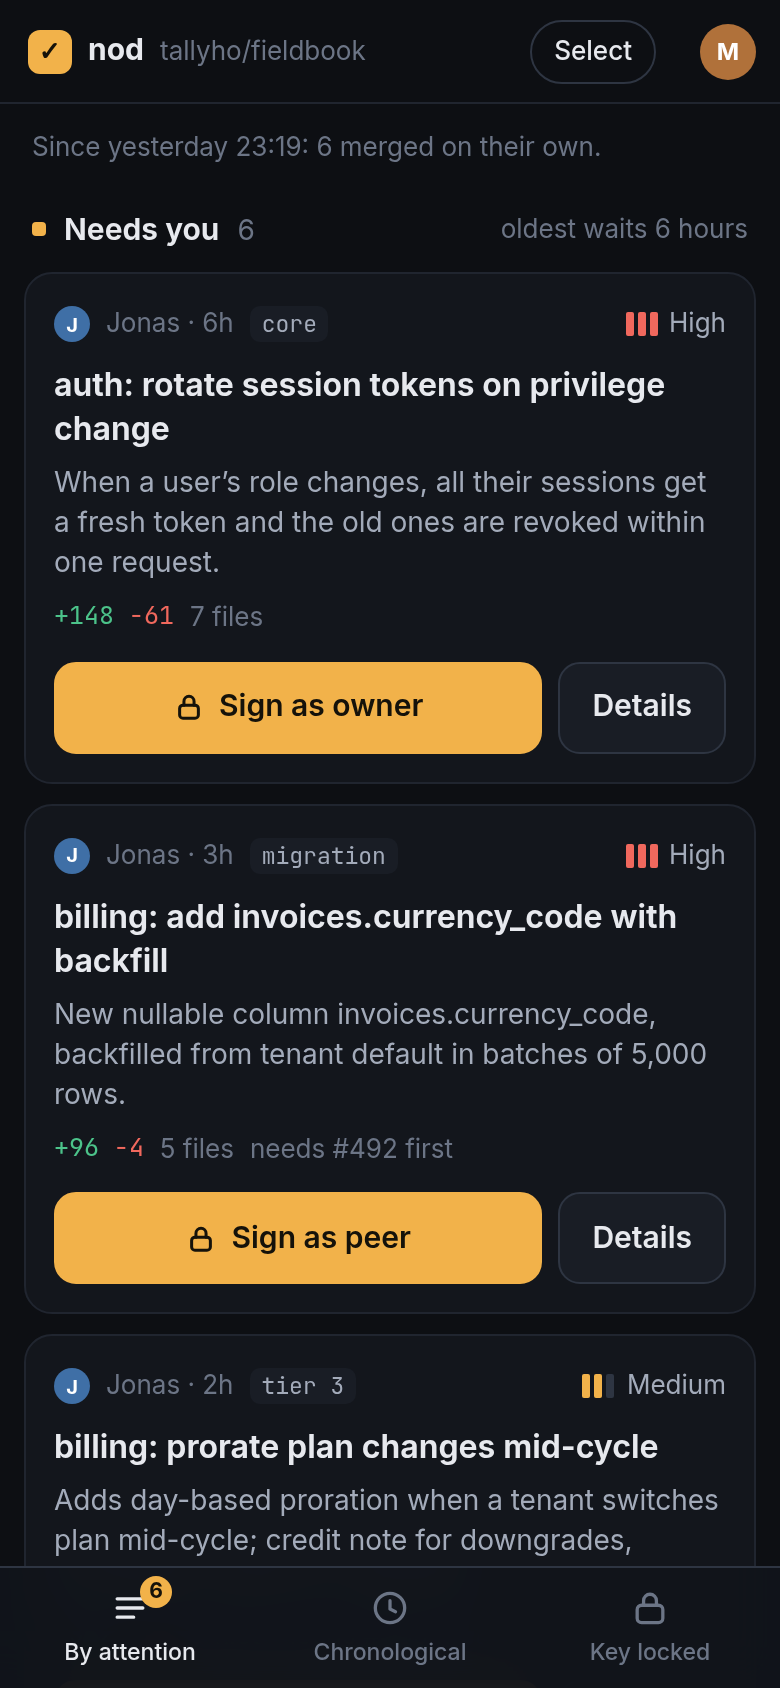 ✓ nod tallyho/fieldbook Select M
Since yesterday 23:19: 6 merged on their own.
Needs you 6 oldest waits 6 hours
J Jonas · 6h core High
auth: rotate session tokens on privilege
change
When a user’s role changes, all their sessions get
a fresh token and the old ones are revoked within
one request.
+148 -61 7 files
Sign as owner Details
J Jonas · 3h migration High
billing: add invoices.currency_code with
backfill
New nullable column invoices.currency_code,
backfilled from tenant default in batches of 5,000
rows.
+96 -4 5 files needs #492 first
Sign as peer Details
J Jonas · 2h tier 3 Medium
billing: prorate plan changes mid-cycle
Adds day-based proration when a tenant switches
plan mid-cycle; credit note for downgrades,
6
By attention Chronological Key locked